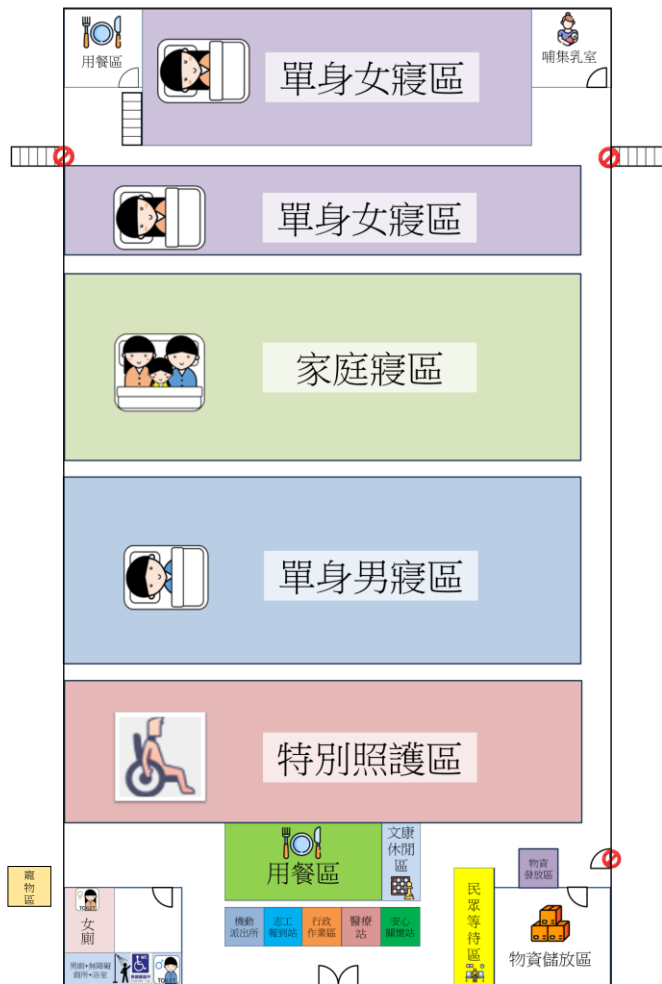 用餐區
哺集乳室
單身女寢區
單身女寢區
家庭寢區
單身男寢區
特別照護區
用餐區
文康
休閒
區
寵
物
區
物資
發放區
女
廁
TOILET
機動
派出所
志工
報到站
行政
作業區
醫療
站
安心
關懷站
民
眾
等
待
區
物資儲放區
男廁+無障礙
廁所+浴室
TOILET